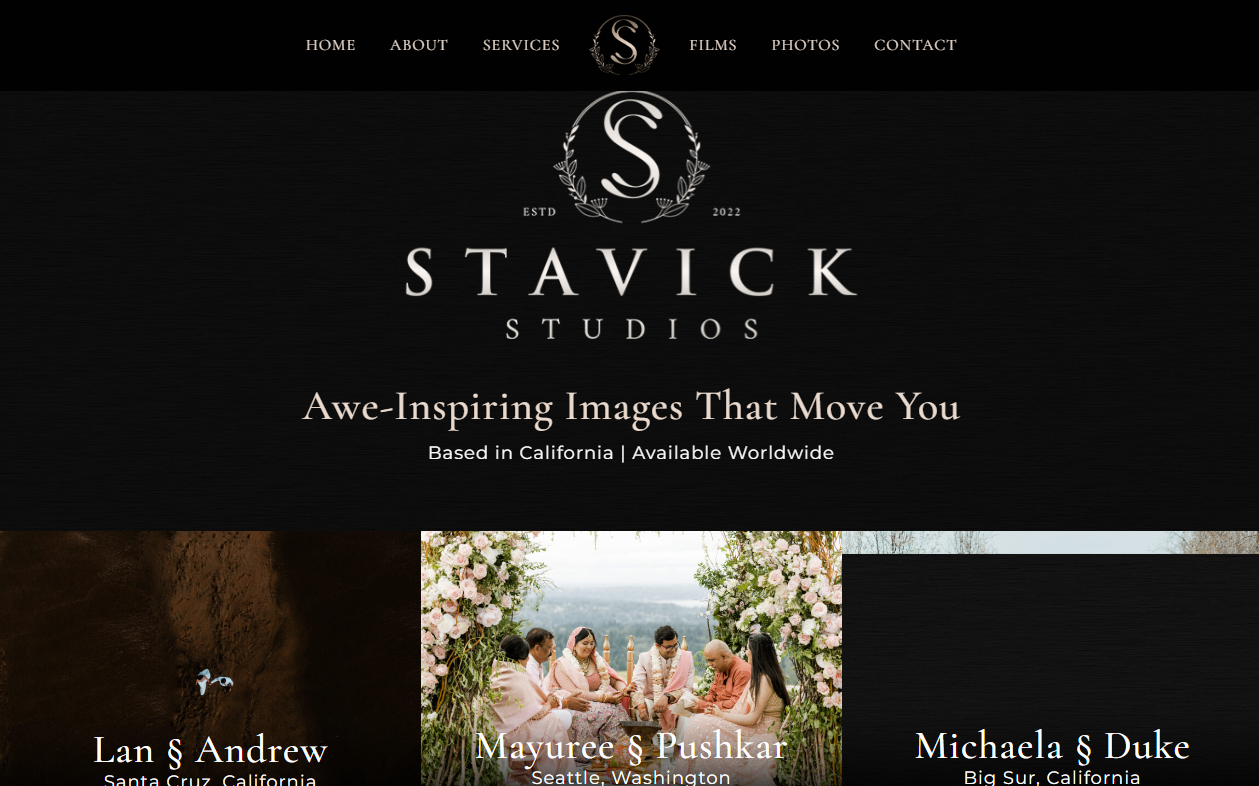 HOME ABOUT SERVICES S FILMS PHOTOS CONTACT
S
ESTD 2022
STAVICK
STUDIOS
Awe-Inspiring Images That Move You
Based in California | Available Worldwide
Lan § Andrew
Santa Cruz, California
Mayuree § Pushkar
Seattle, Washington
Michaela § Duke
Big Sur, California